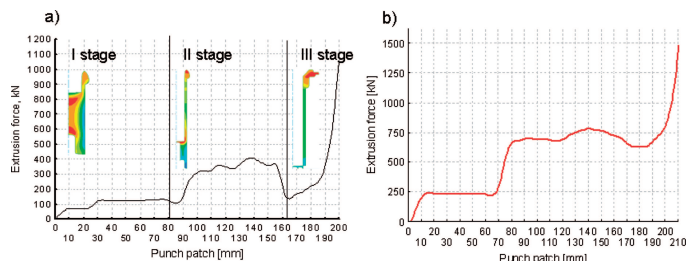 a)
b)
I stage
II stage
III stage
1200
1100
1000
900
800
700
600
500
400
300
200
100
0
Extrusion force, kN
10 30 50 70 90 110 130 150 170 190
0 20 40 60 80 100 120 140 160 180 200
Punch patch [mm]
1500
1250
1000
750
500
250
0
Extrusion force [kN]
10 30 50 70 90 110 130 150 170 190 210
0 20 40 60 80 100 120 140 160 180 200
Punch patch [mm]